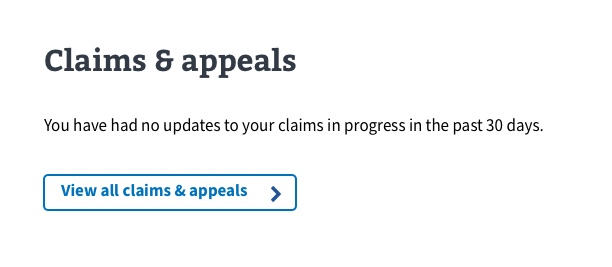 Claims & appeals
You have had no updates to your claims in progress in the past 30 days.
View all claims & appeals